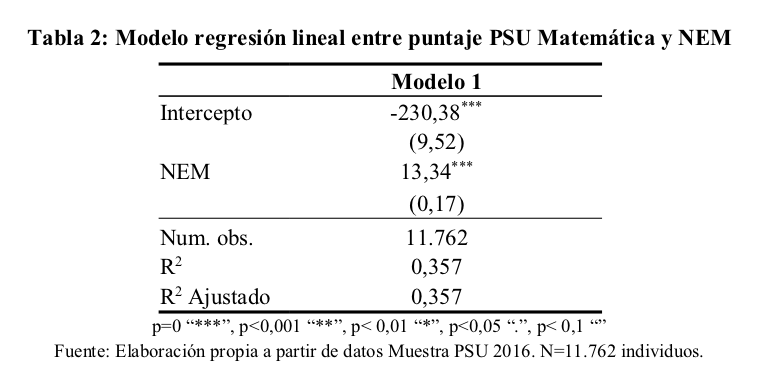 Tabla 2: Modelo regresión lineal entre puntaje PSU Matemática y NEM
Modelo 1
Intercepto -230,38***
(9,52)
NEM 13,34***
(0,17)
Num. obs. 11.762
R² 0,357
R² Ajustado 0,357
p=0 “***”, p<0,001 “**”, p< 0,01 “*”, p<0,05 “.”, p< 0,1 “”
Fuente: Elaboración propia a partir de datos Muestra PSU 2016. N=11.762 individuos.